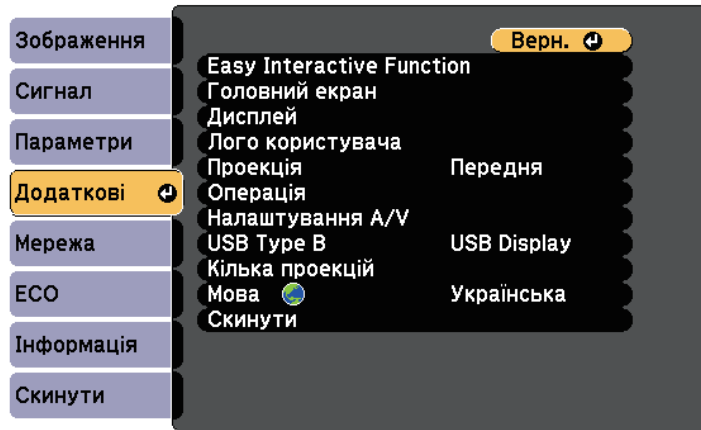 Зображення
Сигнал
Параметри
Додаткові
Мережа
ECO
Інформація
Скинути
Верн.
Easy Interactive Function
Головний екран
Дисплей
Лого користувача
Проекція Передня
Операція
Налаштування A/V
USB Type B USB Display
Кілька проекцій
Мова Українська
Скинути